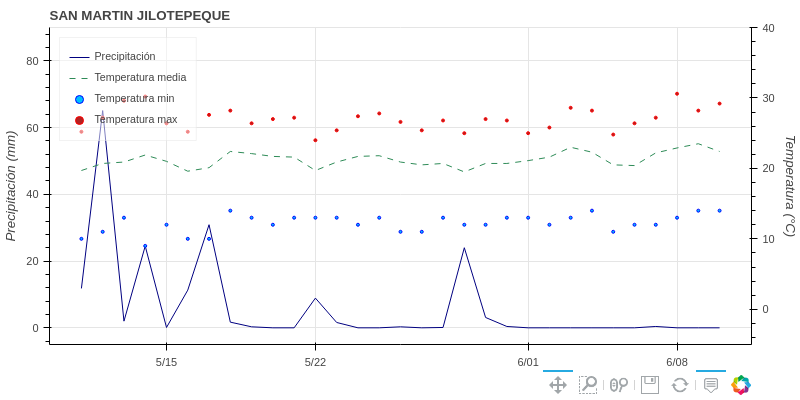 SAN MARTIN JILOTEPEQUE
Precipitación
Temperatura media
Temperatura min
Temperatura max
Precipitación (mm)
80
60
40
20
0
Temperatura (°C)
40
30
20
10
0
5/15
5/22
6/01
6/08